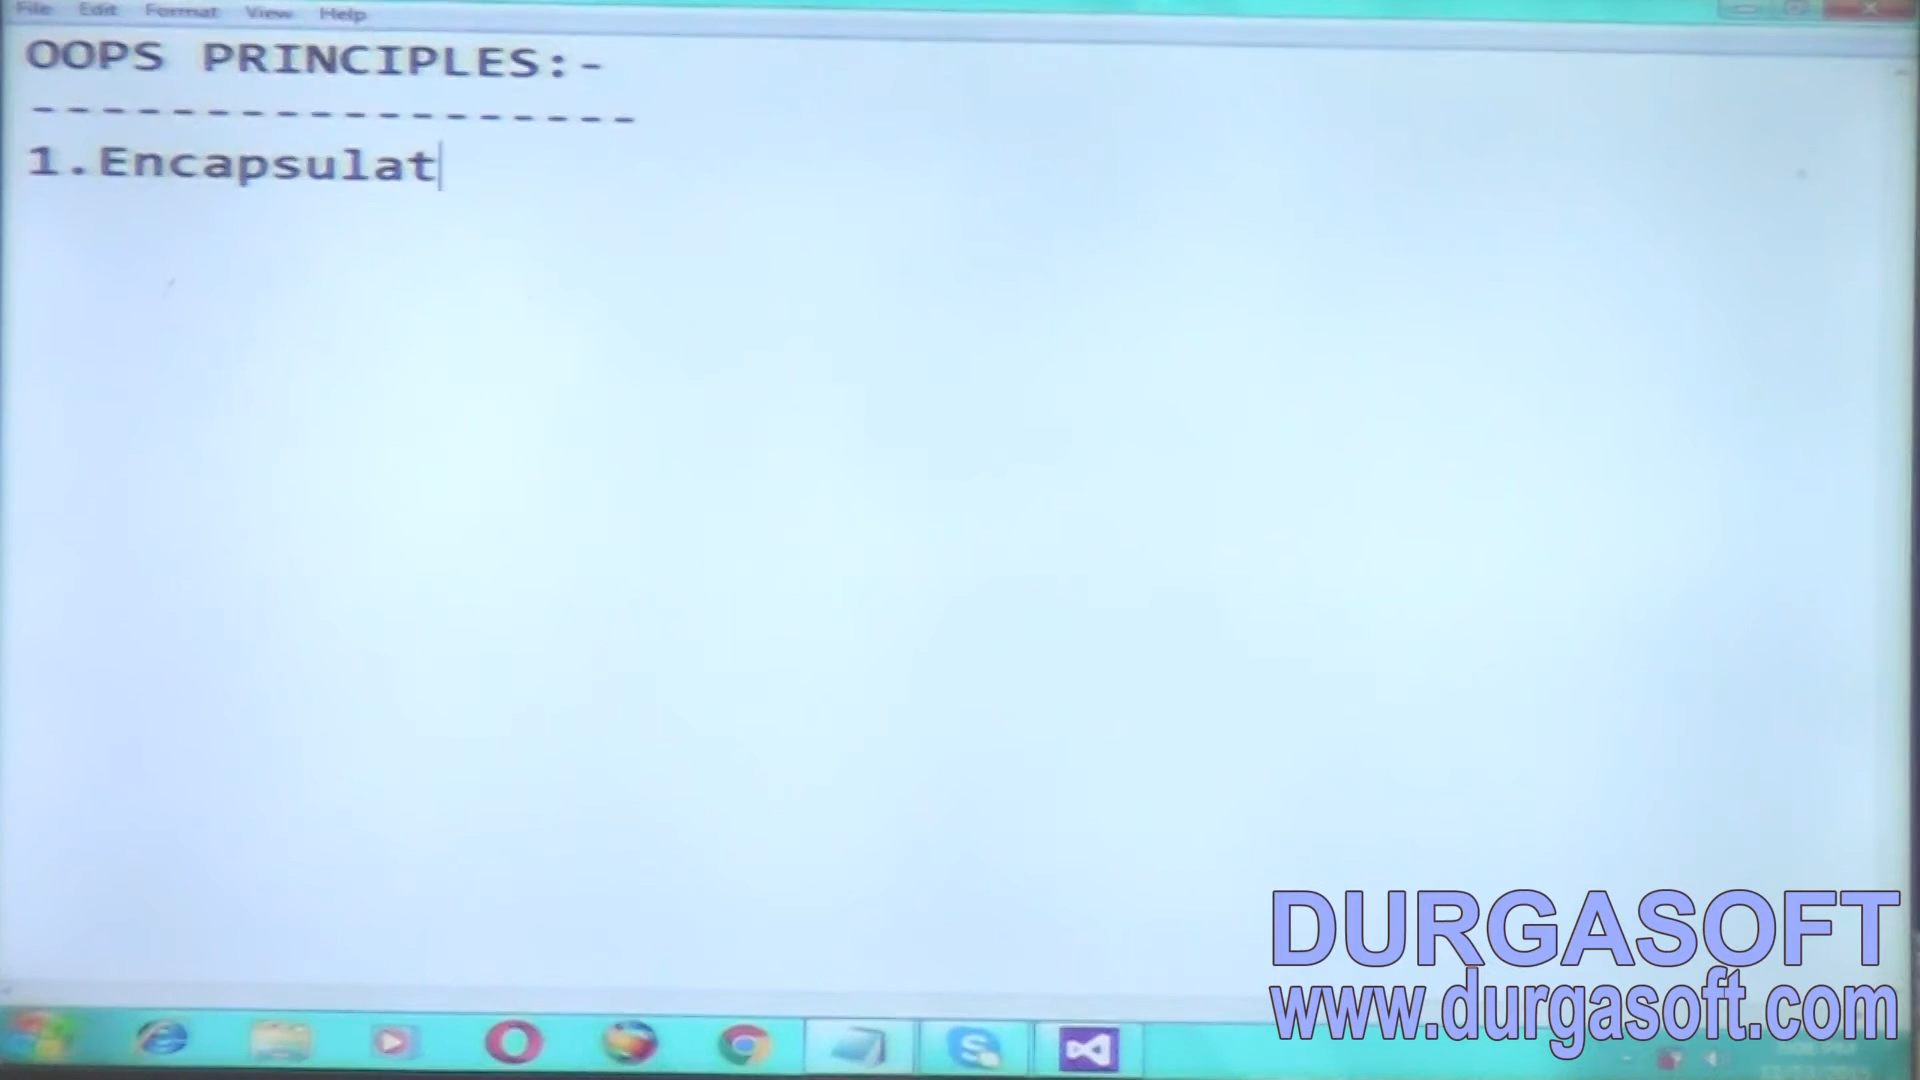 File Edit Format View Help
OOPS PRINCIPLES:-
-------------------
1.Encapsulat
DURGASOFT
www.durgasoft.com